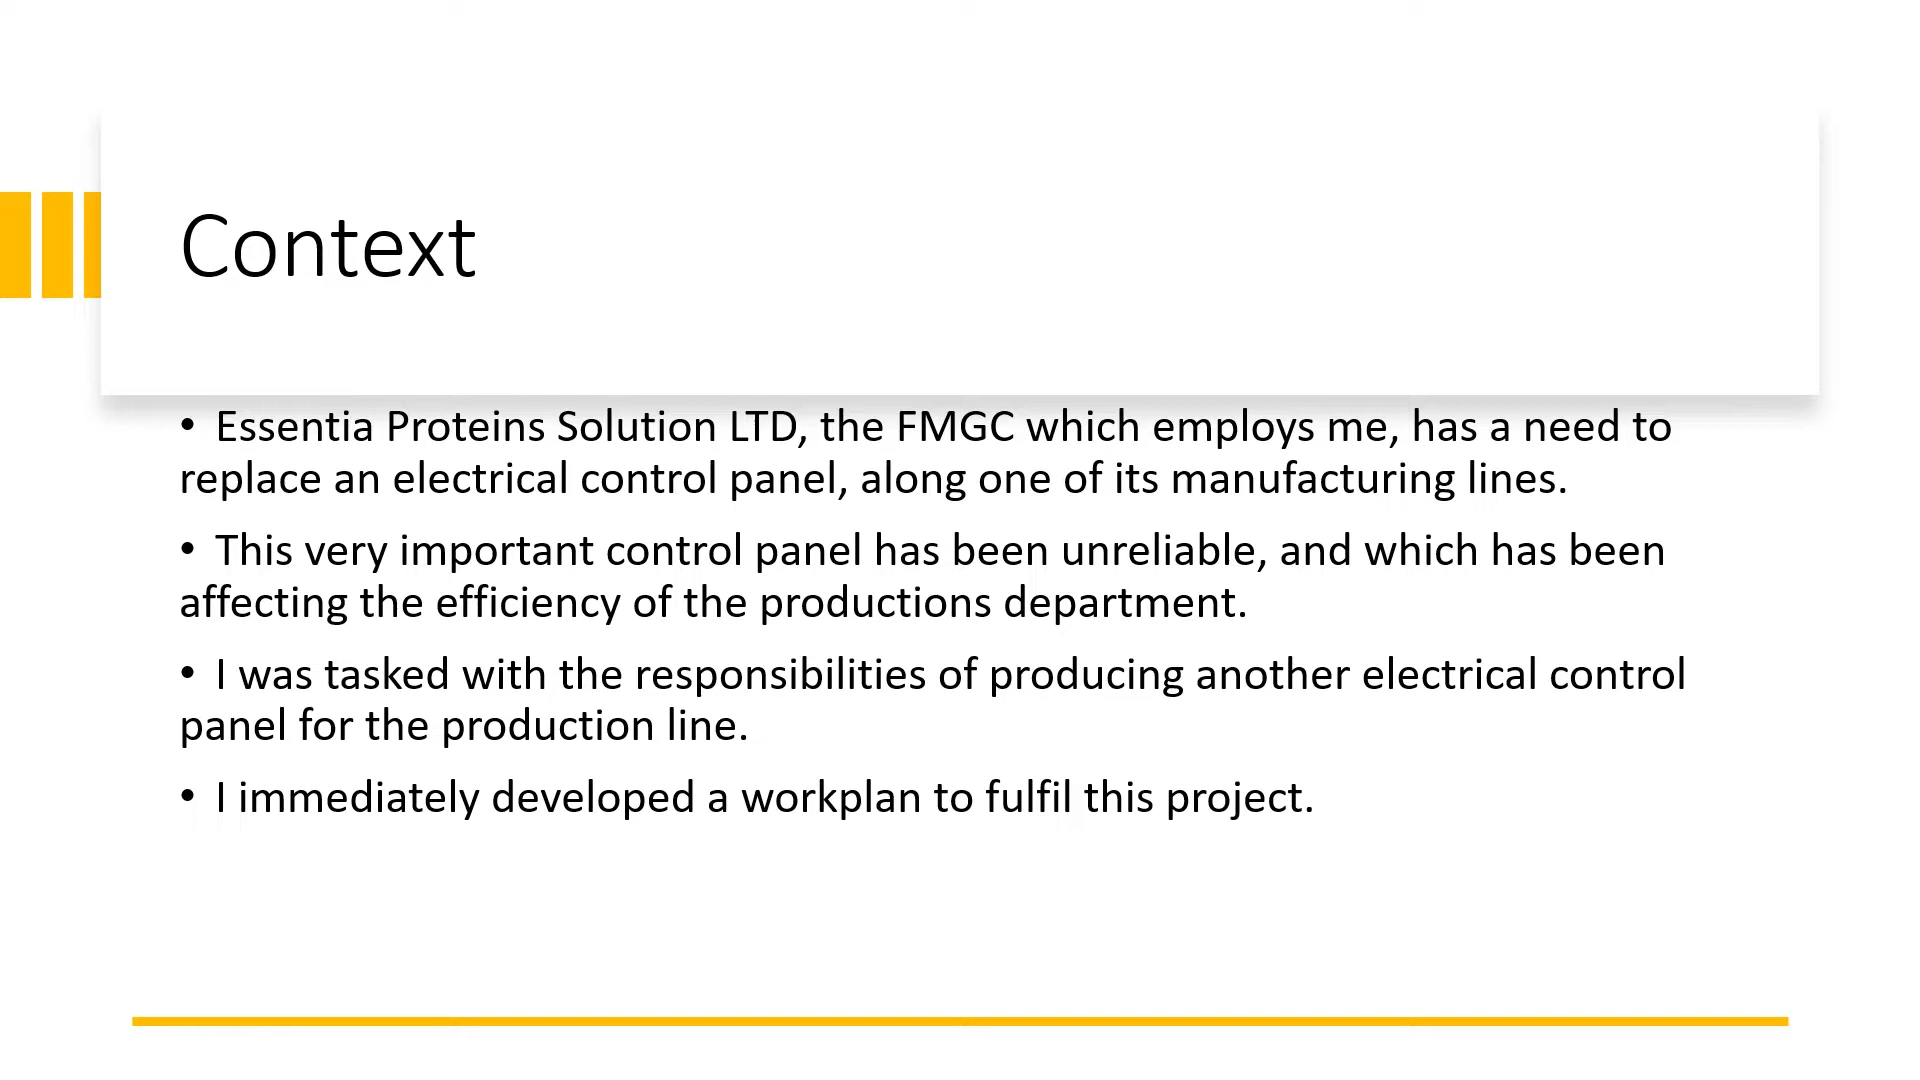 Context
• Essentia Proteins Solution LTD, the FMGC which employs me, has a need to
replace an electrical control panel, along one of its manufacturing lines.
• This very important control panel has been unreliable, and which has been
affecting the efficiency of the productions department.
• I was tasked with the responsibilities of producing another electrical control
panel for the production line.
• I immediately developed a workplan to fulfil this project.